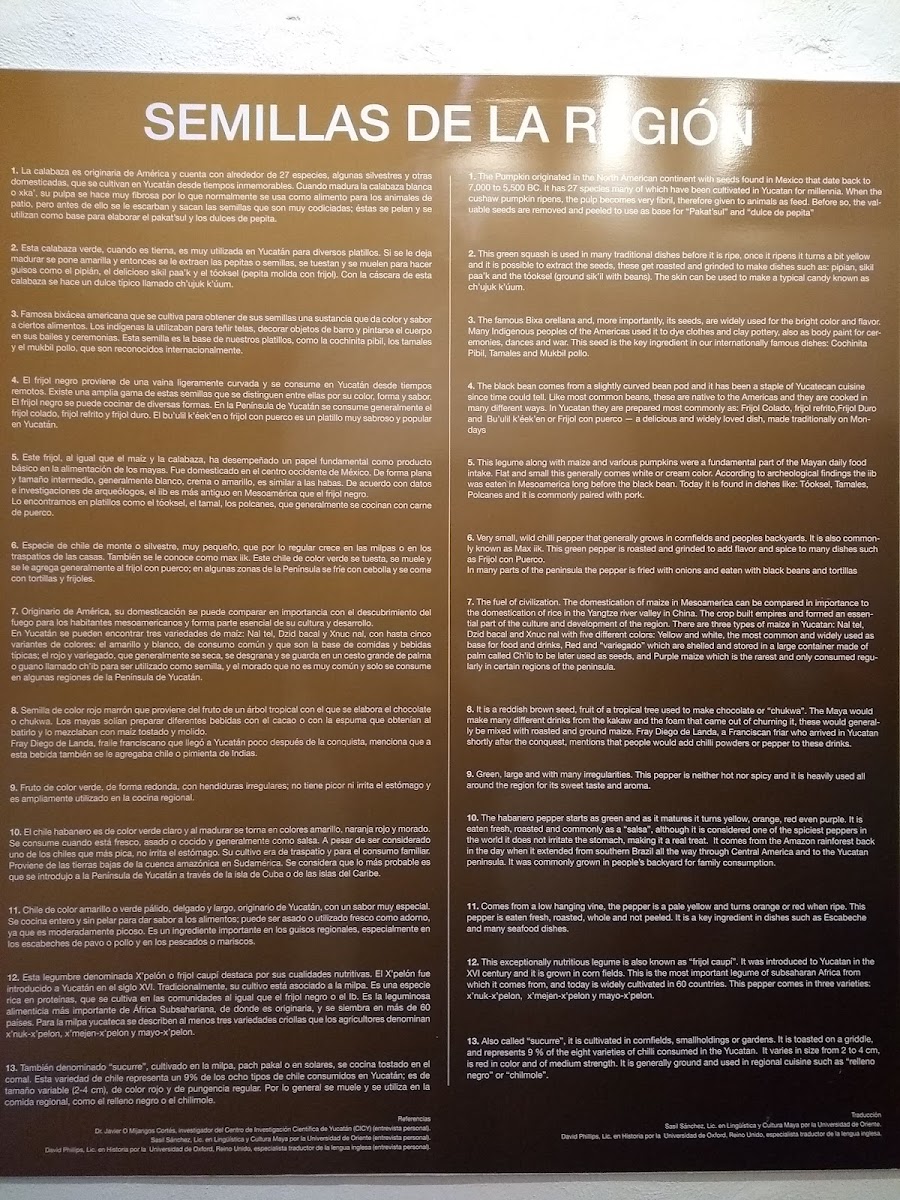 SEMILLAS DE LA REGIÓN
1. La calabaza es originaria de América y cuenta con alrededor de 27 especies, algunas silvestres y otras
domesticadas, que se cultivan en Yucatán desde tiempos inmemorables. Cuando madura la calabaza blanca
o xka', su pulpa se hace muy fibrosa por lo que normalmente se usa como alimento para los animales de
patio, pero antes de ello se le escarban y sacan las semillas que son muy codiciadas; éstas se pelan y se
utilizan como base para elaborar el pakat'sul y los dulces de pepita.
2. Esta calabaza verde, cuando es tierna, es muy utilizada en Yucatán para diversos platillos. Si se le deja
madurar se pone amarilla y entonces se le extraen las pepitas o semillas, se tuestan y se muelen para hacer
guisos como el pipián, el delicioso sikil paa'k y el tóoksel (pepita molida con frijol). Con la cáscara de esta
calabaza se hace un dulce típico llamado ch'ujuk k'úum.
3. Famosa bixácea americana que se cultiva para obtener de sus semillas una sustancia que da color y sabor
a ciertos alimentos. Los indígenas la utilizaban para teñir telas, decorar objetos de barro y pintarse el cuerpo
en sus bailes y ceremonias. Esta semilla es la base de nuestros platillos, como la cochinita pibil, los tamales
y el mukbil pollo, que son reconocidos internacionalmente.
4. El frijol negro proviene de una vaina ligeramente curvada y se consume en Yucatán desde tiempos
remotos. Existe una amplia gama de estas semillas que se distinguen entre ellas por su color, forma y sabor.
El frijol negro se puede cocinar de diversas formas. En la Península de Yucatán se consume generalmente el
frijol colado, frijol refrito y frijol duro. El bu'ulil k'éek'en o frijol con puerco es un platillo muy sabroso y popular
en Yucatán.
5. Este frijol, al igual que el maíz y la calabaza, ha desempeñado un papel fundamental como producto
básico en la alimentación de los mayas. Fue domesticado en el centro occidente de México. De forma plana
y tamaño intermedio, generalmente blanco, crema o amarillo, es similar a las habas. De acuerdo con datos
e investigaciones de arqueólogos, el iib es más antiguo en Mesoamérica que el frijol negro.
Lo encontramos en platillos como el tóoksel, el tamal, los polcanes, que generalmente se cocinan con carne
de puerco.
6. Especie de chile de monte o silvestre, muy pequeño, que por lo regular crece en las milpas o en los
traspatios de las casas. También se le conoce como max iik. Este chile de color verde se tuesta, se muele y
se le agrega generalmente al frijol con puerco; en algunas zonas de la Península se fríe con cebolla y se come
con tortillas y frijoles.
7. Originario de América, su domesticación se puede comparar en importancia con el descubrimiento del
fuego para los habitantes mesoamericanos y forma parte esencial de su cultura y desarrollo.
En Yucatán se pueden encontrar tres variedades de maíz: Nal tel, Dzid bacal y Xnuc nal, con hasta cinco
variantes de colores: el amarillo y blanco, de consumo común y que son la base de comidas y bebidas
típicas; el rojo y variegado, que generalmente se seca, se desgrana y se guarda en un cesto grande de palma
o guano llamado ch'ib para ser utilizado como semilla, y el morado que no es muy común y solo se consume
en algunas regiones de la Península de Yucatán.
8. Semilla de color rojo marrón que proviene del fruto de un árbol tropical con el que se elabora el chocolate
o chukwa. Los mayas solían preparar diferentes bebidas con el cacao o con la espuma que obtenían al
batirlo y lo mezclaban con maíz tostado y molido.
Fray Diego de Landa, fraile franciscano que llegó a Yucatán poco después de la conquista, menciona que a
esta bebida también se le agregaba chile o pimienta de Indias.
9. Fruto de color verde, de forma redonda, con hendiduras irregulares; no tiene picor ni irrita el estómago y
es ampliamente utilizado en la cocina regional.
10. El chile habanero es de color verde claro y al madurar se torna en colores amarillo, naranja rojo y morado.
Se consume cuando está fresco, asado o cocido y generalmente como salsa. A pesar de ser considerado
uno de los chiles que más pica, no irrita el estómago. Su cultivo era de traspatio y para el consumo familiar.
Proviene de las tierras bajas de la cuenca amazónica en Sudamérica. Se considera que lo más probable es
que se introdujo a la Península de Yucatán a través de la isla de Cuba o de las islas del Caribe.
11. Chile de color amarillo o verde pálido, delgado y largo, originario de Yucatán, con un sabor muy especial.
Se cocina entero y sin pelar para dar sabor a los alimentos; puede ser asado o utilizado fresco como adorno,
ya que es moderadamente picoso. Es un ingrediente importante en los guisos regionales, especialmente en
los escabeches de pavo o pollo y en los pescados o mariscos.
12. Esta legumbre denominada X'pelón o frijol caupí destaca por sus cualidades nutritivas. El X'pelón fue
introducido a Yucatán en el siglo XVI. Tradicionalmente, su cultivo está asociado a la milpa. Es una especie
rica en proteínas, que se cultiva en las comunidades al igual que el frijol negro o el Ib. Es la leguminosa
alimenticia más importante de África Subsahariana, de donde es originaria, y se siembra en más de 60
países. Para la milpa yucateca se describen al menos tres variedades criollas que los agricultores denominan
x'nuk-x'pelon, x'mejen-x'pelon y mayo-x'pelon.
13. También denominado "sucurre", cultivado en la milpa, pach pakal o en solares, se cocina tostado en el
comal. Esta variedad de chile representa un 9% de los ocho tipos de chile consumidos en Yucatán; es de
tamaño variable (2-4 cm), de color rojo y de pungencia regular. Por lo general se muele y se utiliza en la
comida regional, como el relleno negro o el chilimole.
Referencias
Dr. Javier O Mijangos Cortés, investigador del Centro de Investigación Científica de Yucatán (CICY) (entrevista personal).
Sasil Sánchez, Lic. en Lingüística y Cultura Maya por la Universidad de Oriente (entrevista personal).
David Phillips, Lic. en Historia por la Universidad de Oxford, Reino Unido, especialista traductor de la lengua inglesa (entrevista personal).
1. The Pumpkin originated in the North American continent with seeds found in Mexico that date back to
7,000 to 5,500 BC. It has 27 species many of which have been cultivated in Yucatan for millennia. When the
cushaw pumpkin ripens, the pulp becomes very fibril, therefore given to animals as feed. Before so, the val-
uable seeds are removed and peeled to use as base for "Pakat'sul" and "dulce de pepita"
2. This green squash is used in many traditional dishes before it is ripe, once it ripens it turns a bit yellow
and it is possible to extract the seeds, these get roasted and grinded to make dishes such as: pipian, sikil
paa'k and the tóoksel (ground sik'il with beans). The skin can be used to make a typical candy known as
ch'ujuk k'úum.
3. The famous Bixa orellana and, more importantly, its seeds, are widely used for the bright color and flavor.
Many Indigenous peoples of the Americas used it to dye clothes and clay pottery, also as body paint for cer-
emonies, dances and war. This seed is the key ingredient in our internationally famous dishes: Cochinita
Pibil, Tamales and Mukbil pollo.
4. The black bean comes from a slightly curved bean pod and it has been a staple of Yucatecan cuisine
since time could tell. Like most common beans, these are native to the Americas and they are cooked in
many different ways. In Yucatan they are prepared most commonly as: Frijol Colado, frijol refrito,Frijol Duro
and Bu'ulil k'éek'en or Frijol con puerco — a delicious and widely loved dish, made traditionally on Mon-
days
5. This legume along with maize and various pumpkins were a fundamental part of the Mayan daily food
intake. Flat and small this generally comes white or cream color. According to archeological findings the iib
was eaten in Mesoamerica long before the black bean. Today it is found in dishes like: Tóoksel, Tamales,
Polcanes and it is commonly paired with pork.
6. Very small, wild chilli pepper that generally grows in cornfields and peoples backyards. It is also common-
ly known as Max iik. This green pepper is roasted and grinded to add flavor and spice to many dishes such
as Frijol con Puerco.
In many parts of the peninsula the pepper is fried with onions and eaten with black beans and tortillas
7. The fuel of civilization. The domestication of maize in Mesoamerica can be compared in importance to
the domestication of rice in the Yangtze river valley in China. The crop built empires and formed an essen-
tial part of the culture and development of the region. There are three types of maize in Yucatan: Nal tel,
Dzid bacal and Xnuc nal with five different colors: Yellow and white, the most common and widely used as
base for food and drinks, Red and "variegado" which are shelled and stored in a large container made of
palm called Ch'ib to be later used as seeds, and Purple maize which is the rarest and only consumed regu-
larly in certain regions of the peninsula.
8. It is a reddish brown seed, fruit of a tropical tree used to make chocolate or "chukwa". The Maya would
make many different drinks from the kakaw and the foam that came out of churning it, these would general-
ly be mixed with roasted and ground maize. Fray Diego de Landa, a Franciscan friar who arrived in Yucatan
shortly after the conquest, mentions that people would add chilli powders or pepper to these drinks.
9. Green, large and with many irregularities. This pepper is neither hot nor spicy and it is heavily used all
around the region for its sweet taste and aroma.
10. The habanero pepper starts as green and as it matures it turns yellow, orange, red even purple. It is
eaten fresh, roasted and commonly as a "salsa", although it is considered one of the spiciest peppers in
the world it does not irritate the stomach, making it a real treat. It comes from the Amazon rainforest back
in the day when it extended from southern Brazil all the way through Central America and to the Yucatan
peninsula. It was commonly grown in people's backyard for family consumption.
11. Comes from a low hanging vine, the pepper is a pale yellow and turns orange or red when ripe. This
pepper is eaten fresh, roasted, whole and not peeled. It is a key ingredient in dishes such as Escabeche
and many seafood dishes.
12. This exceptionally nutritious legume is also known as "frijol caupí". It was introduced to Yucatan in the
XVI century and it is grown in corn fields. This is the most important legume of subsaharan Africa from
which it comes from, and today is widely cultivated in 60 countries. This pepper comes in three varieties:
x'nuk-x'pelon, x'mejen-x'pelon y mayo-x'pelon.
13. Also called "sucurre", it is cultivated in cornfields, smallholdings or gardens. It is toasted on a griddle,
and represents 9 % of the eight varieties of chilli consumed in the Yucatan. It varies in size from 2 to 4 cm,
is red in color and of medium strength. It is generally ground and used in regional cuisine such as "relleno
negro" or "chilmole".
Traducción
Sasil Sánchez, Lic. en Lingüística y Cultura Maya por la Universidad de Oriente.
David Phillips, Lic. en Historia por la Universidad de Oxford, Reino Unido, especialista traductor de la lengua inglesa.